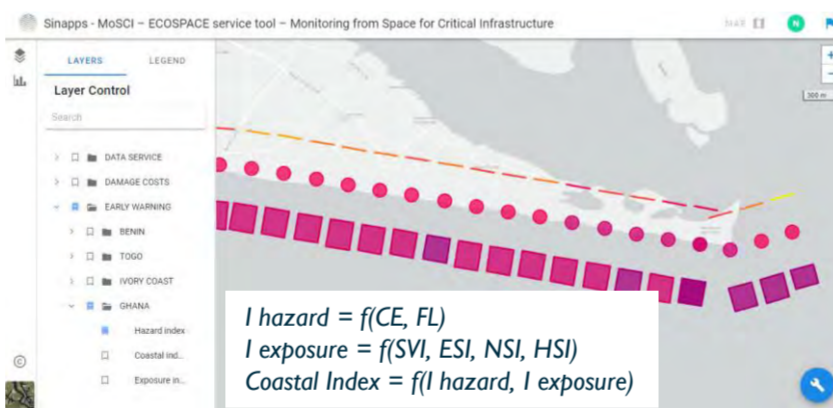 Sinapps - MoSCI – ECOSPACE service tool – Monitoring from Space for Critical Infrastructure
MAP
N
LAYERS
LEGEND
Layer Control
Search
DATA SERVICE
DAMAGE COSTS
EARLY WARNING
BENIN
TOGO
IVORY COAST
GHANA
Hazard index
Coastal ind...
Exposure in...
+
−
300 m
I hazard = f(CE, FL)
I exposure = f(SVI, ESI, NSI, HSI)
Coastal Index = f(I hazard, I exposure)
©